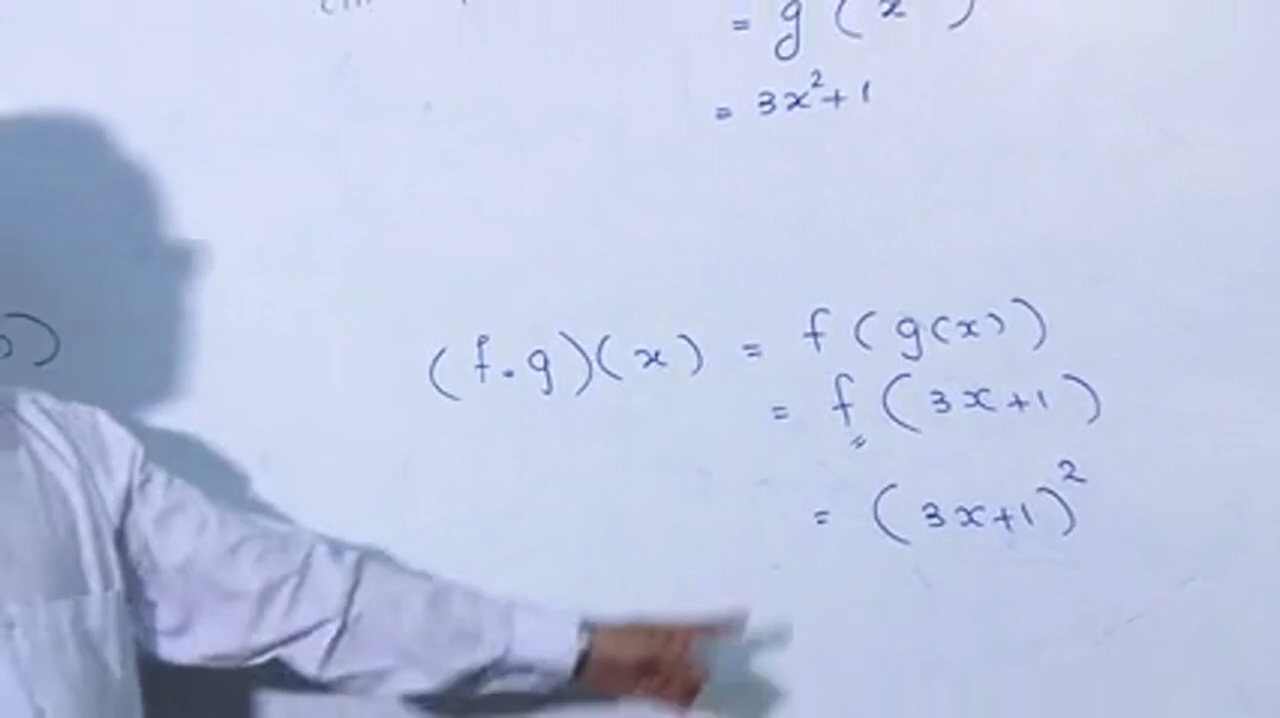 = g (x )
= 3x²+1
(f.g)(x) = f(g(x))
= f(3x+1)
= (3x+1)²